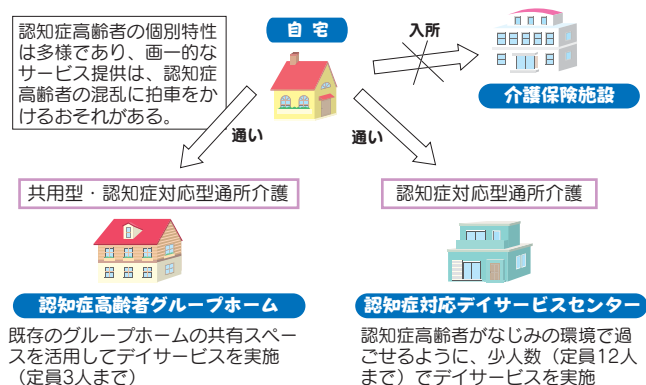 認知症高齢者の個別特性
は多様であり、画一的な
サービス提供は、認知症
高齢者の混乱に拍車をか
けるおそれがある。
自宅
入所
介護保険施設
通い
通い
共用型・認知症対応型通所介護
認知症対応型通所介護
認知症高齢者グループホーム
既存のグループホームの共有スペー
スを活用してデイサービスを実施
（定員3人まで）
認知症対応デイサービスセンター
認知症高齢者がなじみの環境で過
ごせるように、少人数（定員12人
まで）でデイサービスを実施